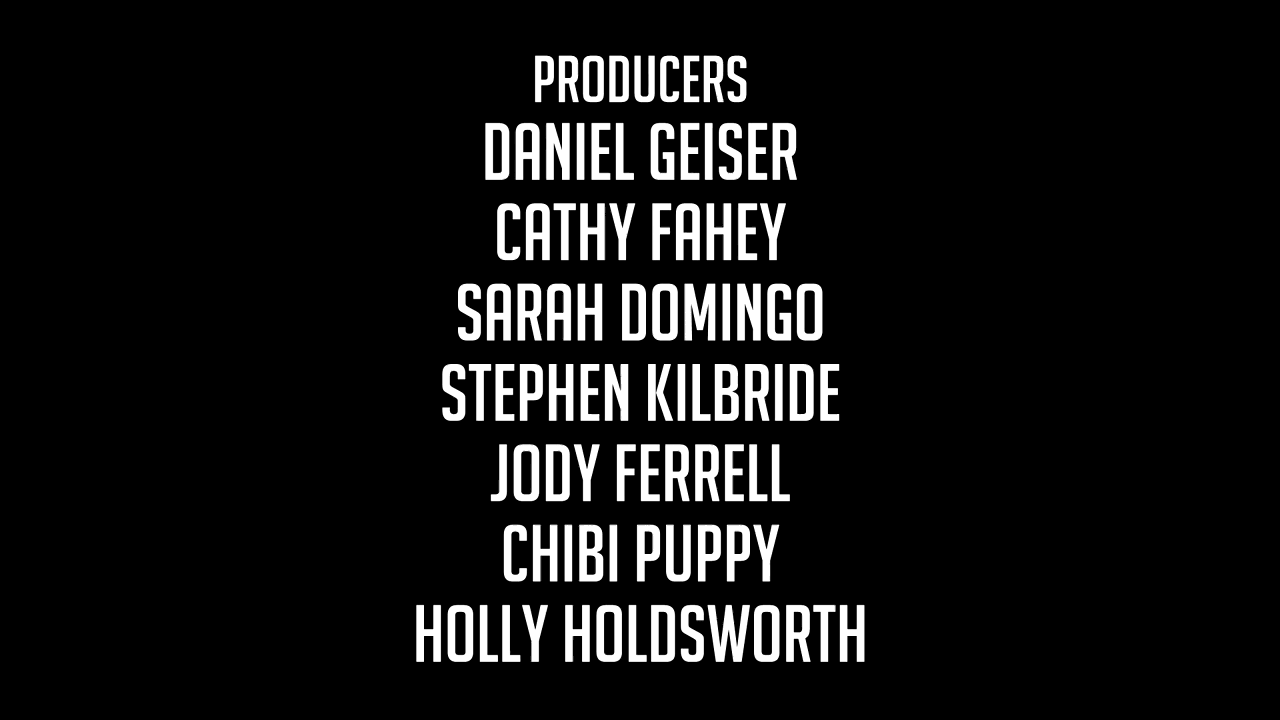 PRODUCERS
DANIEL GEISER
CATHY FAHEY
SARAH DOMINGO
STEPHEN KILBRIDE
JODY FERRELL
CHIBI PUPPY
HOLLY HOLDSWORTH